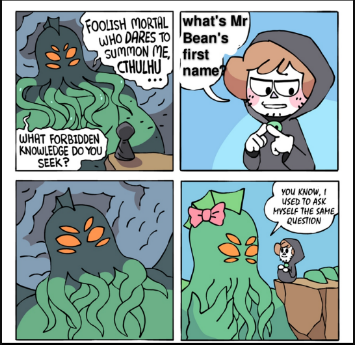 FOOLISH MORTAL
WHO DARES TO
SUMMON ME,
CTHULHU
...
WHAT FORBIDDEN
KNOWLEDGE DO YOU
SEEK?
what's Mr
Bean's
first
name?
YOU KNOW, I
USED TO ASK
MYSELF THE SAME
QUESTION